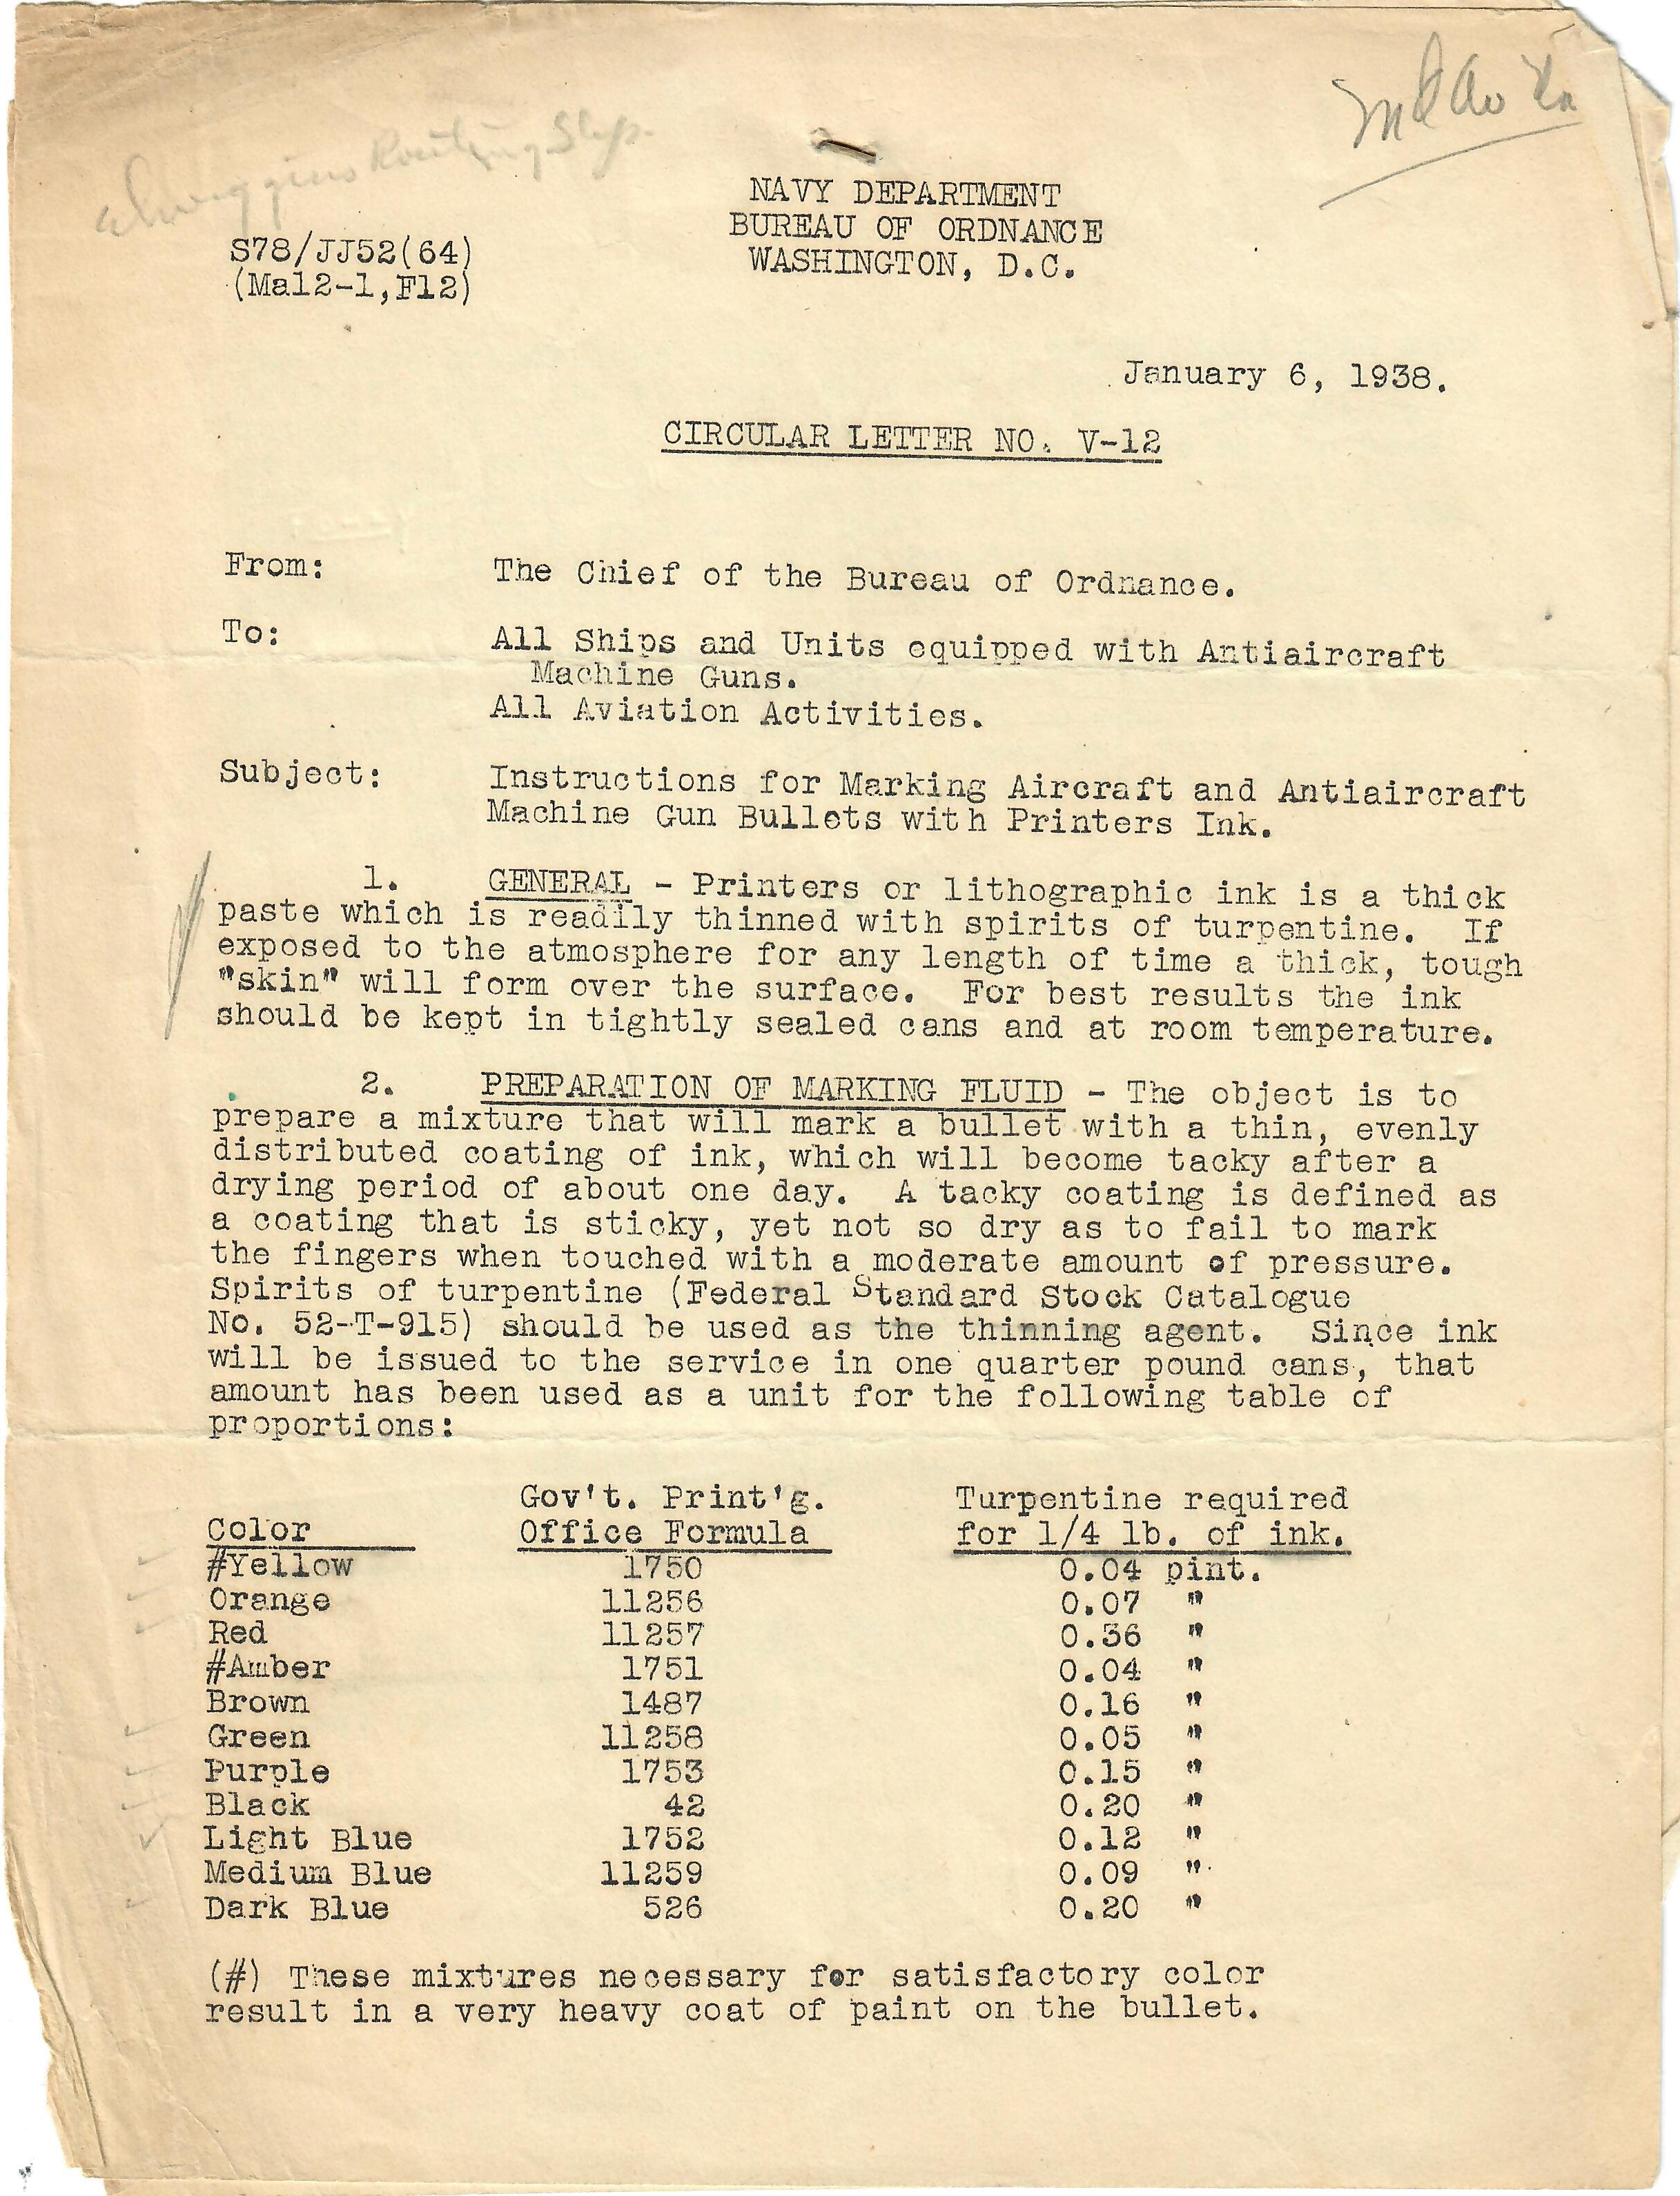 Routing Slip.
NAVY DEPARTMENT
BUREAU OF ORDNANCE
WASHINGTON, D.C.
S78/JJ52(64)
(Ma12-1,F12)
January 6, 1938.
CIRCULAR LETTER NO. V-12
From: The Chief of the Bureau of Ordnance.
To: All Ships and Units equipped with Antiaircraft
Machine Guns.
All Aviation Activities.
Subject: Instructions for Marking Aircraft and Antiaircraft
Machine Gun Bullets with Printers Ink.
1. GENERAL - Printers or lithographic ink is a thick
paste which is readily thinned with spirits of turpentine. If
exposed to the atmosphere for any length of time a thick, tough
"skin" will form over the surface. For best results the ink
should be kept in tightly sealed cans and at room temperature.
2. PREPARATION OF MARKING FLUID - The object is to
prepare a mixture that will mark a bullet with a thin, evenly
distributed coating of ink, which will become tacky after a
drying period of about one day. A tacky coating is defined as
a coating that is sticky, yet not so dry as to fail to mark
the fingers when touched with a moderate amount of pressure.
Spirits of turpentine (Federal Standard Stock Catalogue
No. 52-T-915) should be used as the thinning agent. Since ink
will be issued to the service in one quarter pound cans, that
amount has been used as a unit for the following table of
proportions:
Gov't. Print'g. Turpentine required
Color Office Formula for 1/4 lb. of ink.
#Yellow 1750 0.04 pint.
Orange 11256 0.07 "
Red 11257 0.36 "
#Amber 1751 0.04 "
Brown 1487 0.16 "
Green 11258 0.05 "
Purple 1753 0.15 "
Black 42 0.20 "
Light Blue 1752 0.12 "
Medium Blue 11259 0.09 "
Dark Blue 526 0.20 "
(#) These mixtures necessary for satisfactory color
result in a very heavy coat of paint on the bullet.